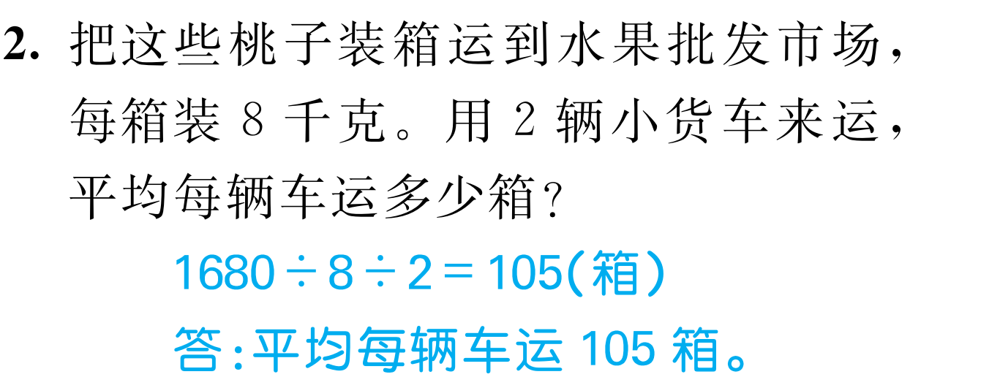 2. 把这些桃子装箱运到水果批发市场，
每箱装 8 千克。用 2 辆小货车来运，
平均每辆车运多少箱？
1680÷8÷2=105(箱)
答:平均每辆车运 105 箱。